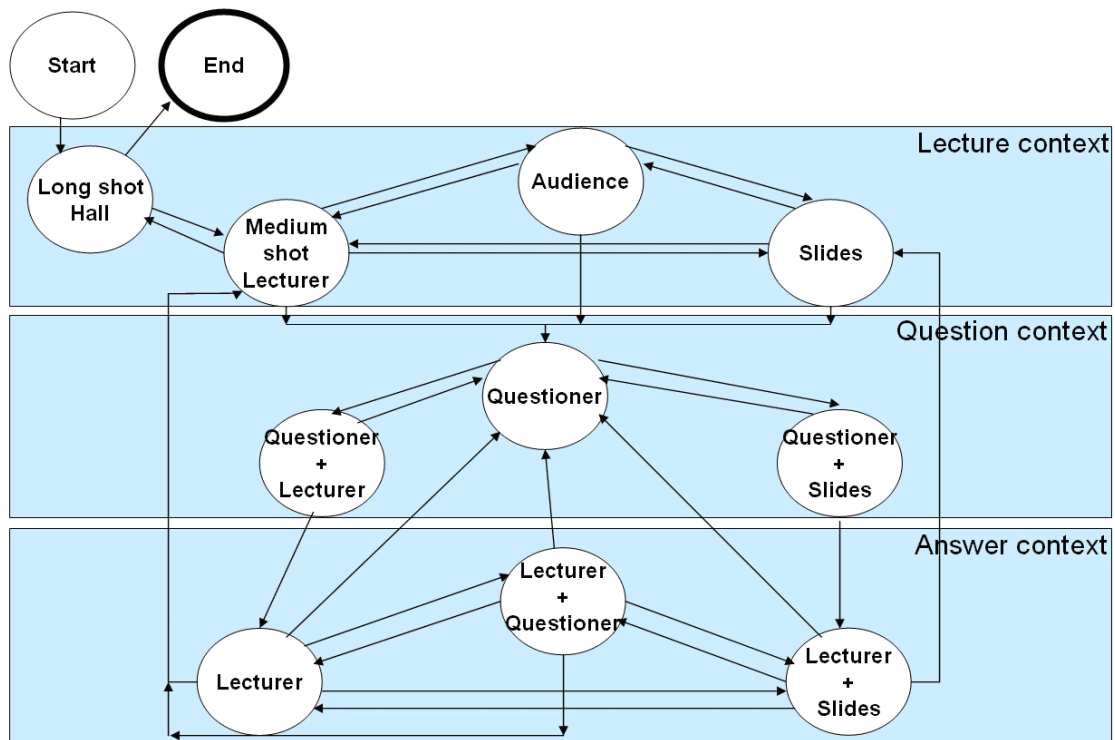 Start
End
Lecture context
Long shot
Hall
Audience
Medium
shot
Lecturer
Slides
Question context
Questioner
Questioner
+
Lecturer
Questioner
+
Slides
Answer context
Lecturer
+
Questioner
Lecturer
Lecturer
+
Slides